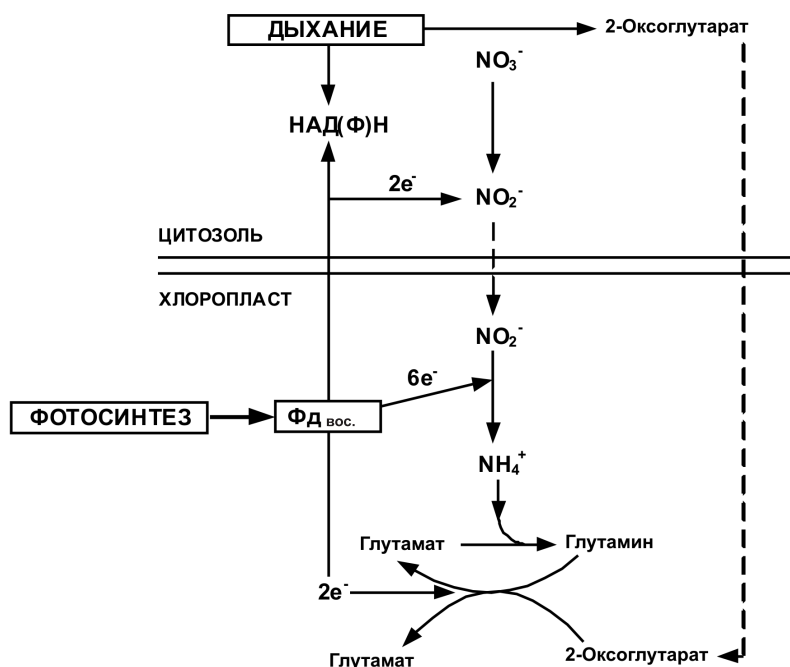 ДЫХАНИЕ
2-Оксоглутарат
NO₃⁻
НАД(Ф)Н
2e⁻
NO₂⁻
ЦИТОЗОЛЬ
ХЛОРОПЛАСТ
NO₂⁻
6e⁻
ФОТОСИНТЕЗ
Фд вос.
NH₄⁺
Глутамат
Глутамин
2e⁻
Глутамат
2-Оксоглутарат